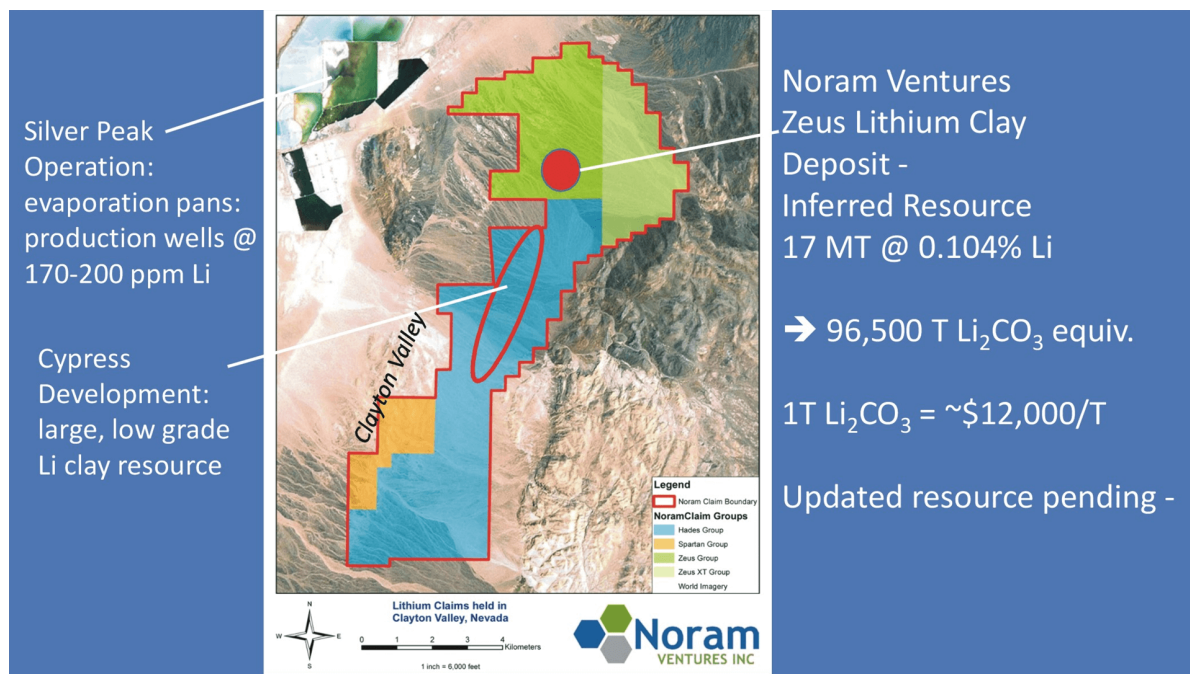 Silver Peak
Operation:
evaporation pans:
production wells @
170-200 ppm Li
Cypress
Development:
large, low grade
Li clay resource
Clayton Valley
Legend
Noram Claim Boundary
NoramClaim Groups
Hades Group
Spartan Group
Zeus Group
Zeus XT Group
World Imagery
N
W
E
S
Lithium Claims held in
Clayton Valley, Nevada
0 1 2 3 4
Kilometers
1 inch = 6,000 feet
Noram
VENTURES INC
Noram Ventures
Zeus Lithium Clay
Deposit -
Inferred Resource
17 MT @ 0.104% Li
➔ 96,500 T Li₂CO₃ equiv.
1T Li₂CO₃ = ~$12,000/T
Updated resource pending -